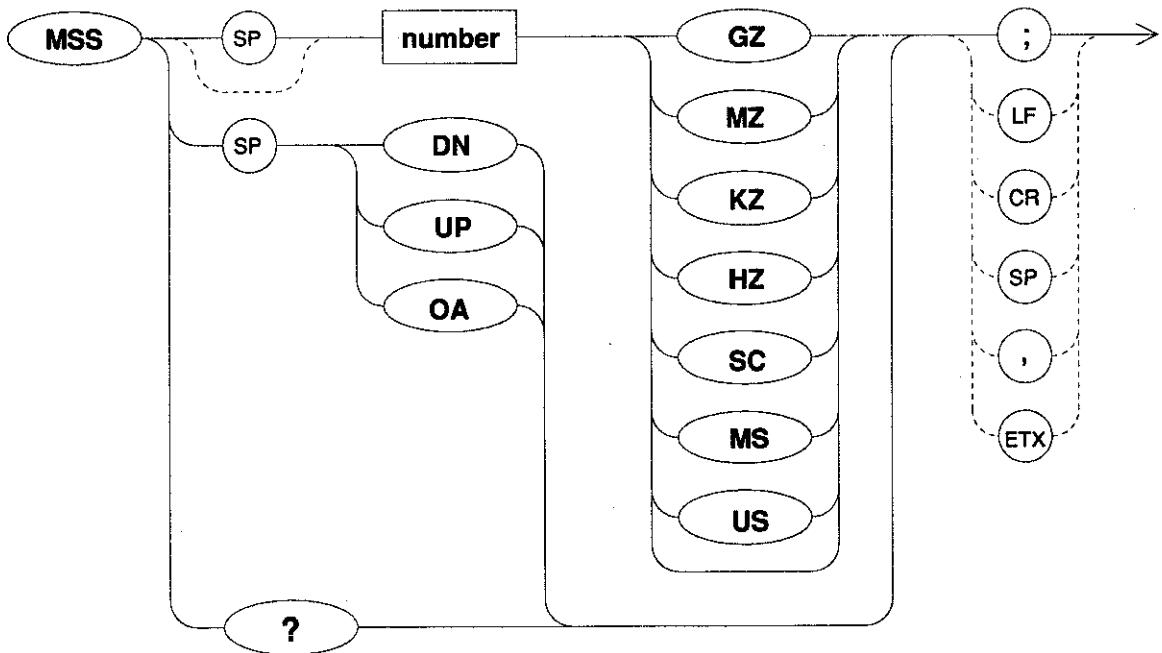 MSS SP number GZ ;
MZ LF
SP DN KZ CR
UP HZ SP
OA SC ,
MS ETX
US
?